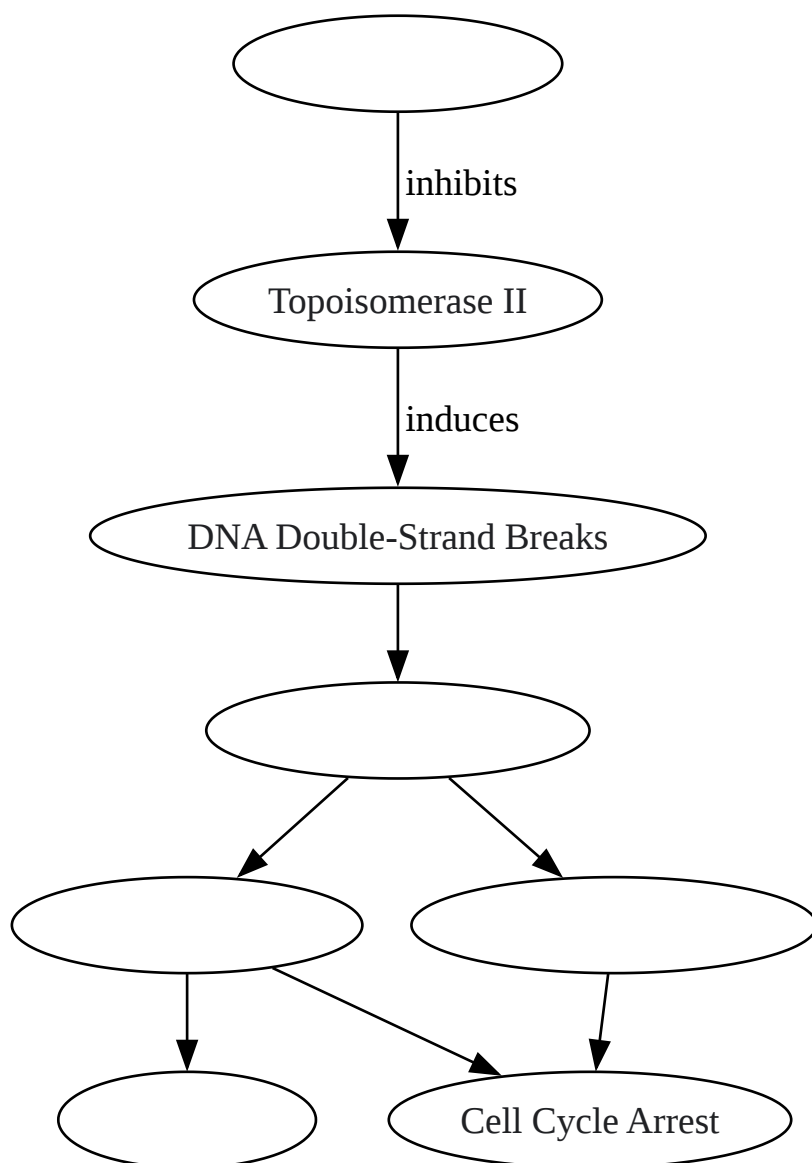 inhibits
Topoisomerase II
induces
DNA Double-Strand Breaks
Cell Cycle Arrest